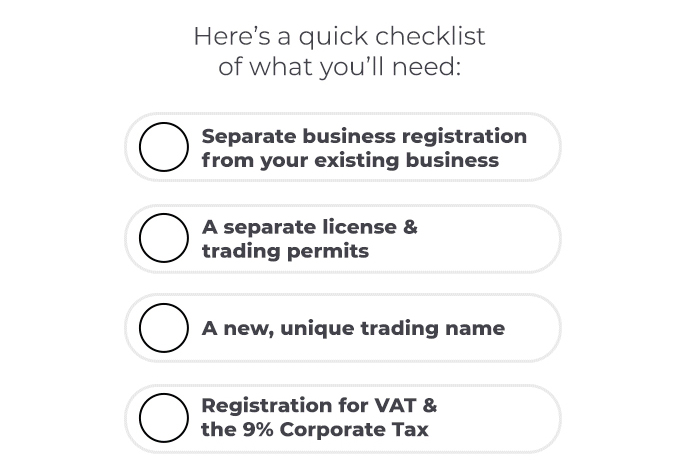 Here’s a quick checklist
of what you’ll need:
Separate business registration
from your existing business
A separate license &
trading permits
A new, unique trading name
Registration for VAT &
the 9% Corporate Tax